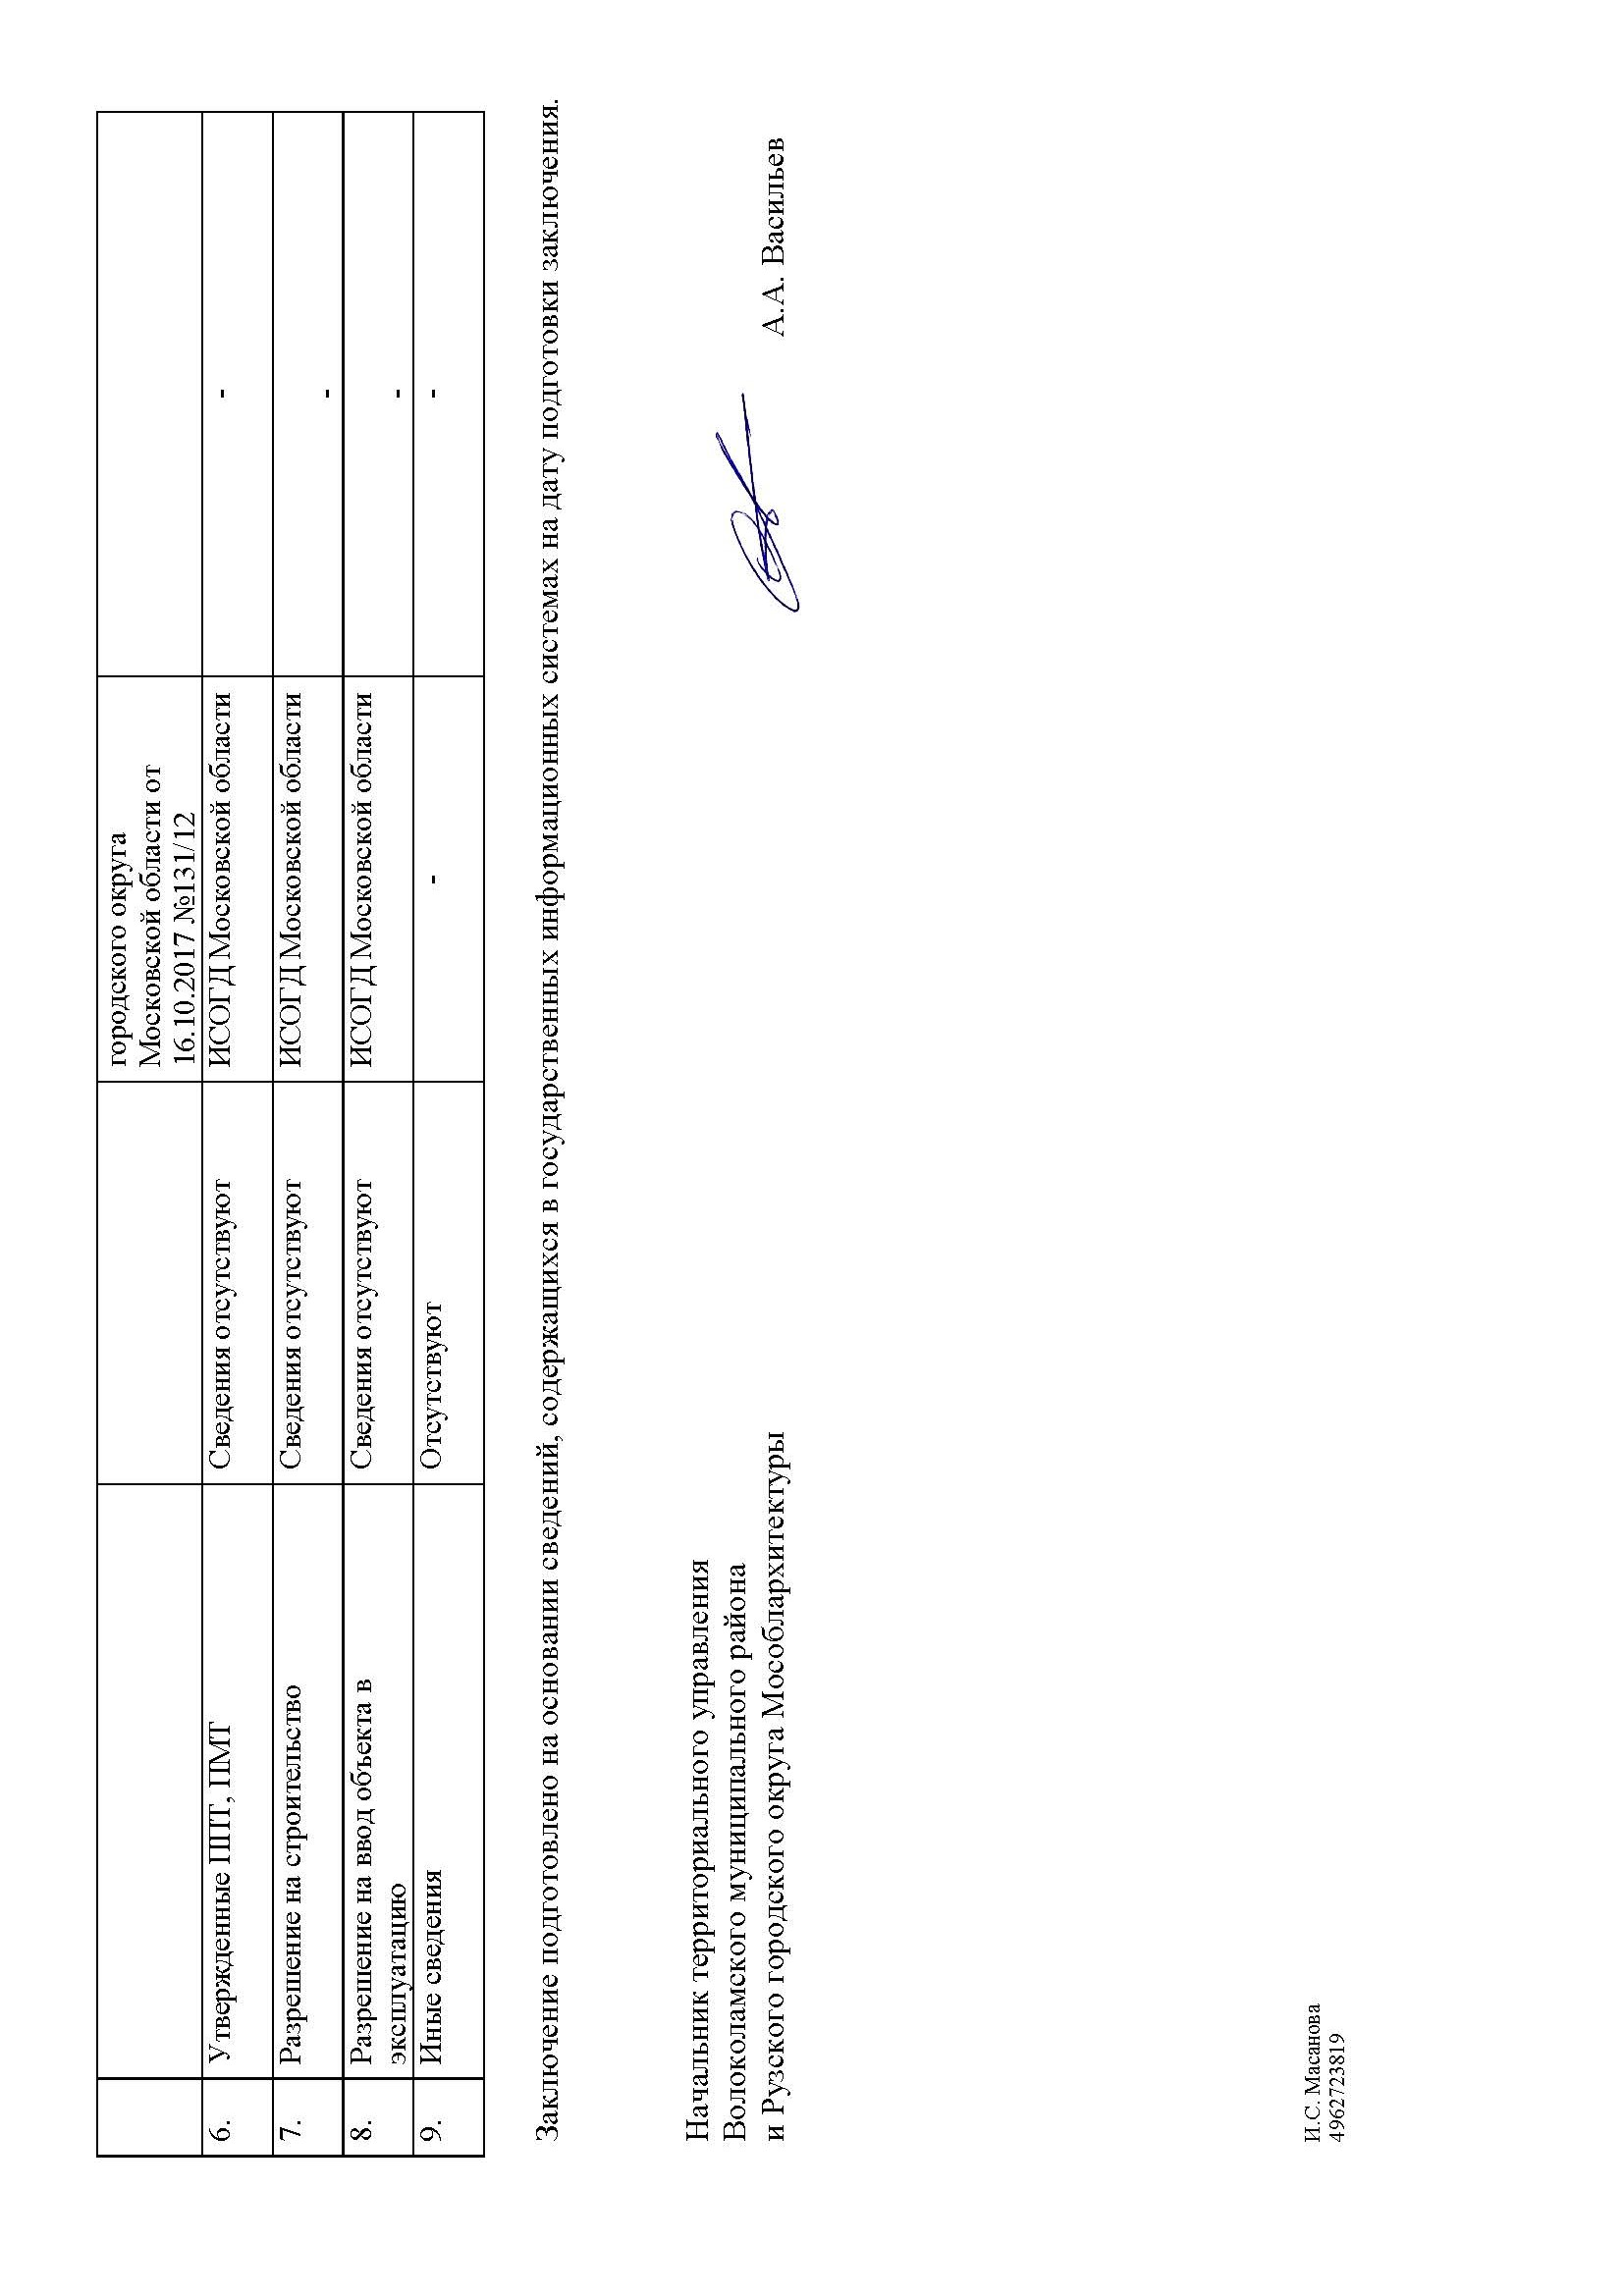 городского округа
Московской области от
16.10.2017 №131/12
6. Утвержденные ППТ, ПМТ Сведения отсутствуют ИСОГД Московской области -
7. Разрешение на строительство Сведения отсутствуют ИСОГД Московской области -
8. Разрешение на ввод объекта в Сведения отсутствуют ИСОГД Московской области
эксплуатацию -
9. Иные сведения Отсутствуют - -
Заключение подготовлено на основании сведений, содержащихся в государственных информационных системах на дату подготовки заключения.
Начальник территориального управления
Волоколамского муниципального района
и Рузского городского округа Мособлархитектуры А.А. Васильев
И.С. Масанова
4962723819